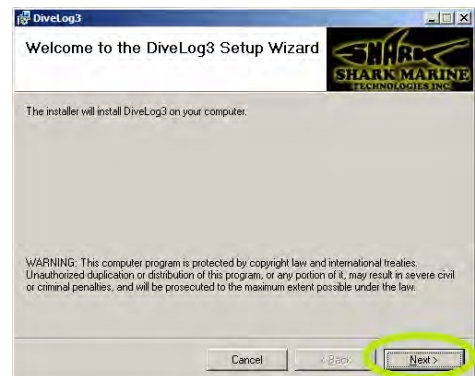 DiveLog3
Welcome to the DiveLog3 Setup Wizard
SHARK
SHARK MARINE
TECHNOLOGIES INC
The installer will install DiveLog3 on your computer.
WARNING: This computer program is protected by copyright law and international treaties.
Unauthorized duplication or distribution of this program, or any portion of it, may result in severe civil
or criminal penalties, and will be prosecuted to the maximum extent possible under the law.
Cancel < Back Next >